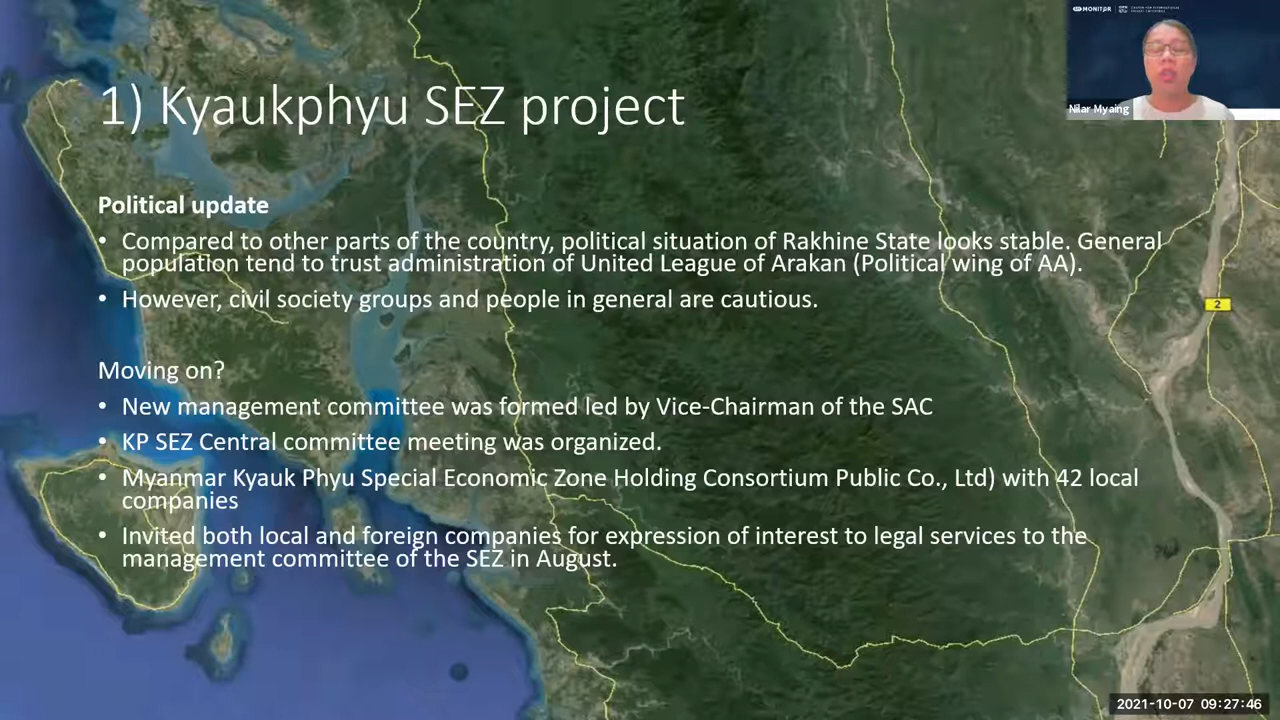 MONITOR
Nilar Myaing
1) Kyaukphyu SEZ project
Political update
• Compared to other parts of the country, political situation of Rakhine State looks stable. General
population tend to trust administration of United League of Arakan (Political wing of AA).
• However, civil society groups and people in general are cautious.
Moving on?
• New management committee was formed led by Vice-Chairman of the SAC
• KP SEZ Central committee meeting was organized.
• Myanmar Kyauk Phyu Special Economic Zone Holding Consortium Public Co., Ltd) with 42 local
companies
• Invited both local and foreign companies for expression of interest to legal services to the
management committee of the SEZ in August.
2
2021-10-07 09:27:46